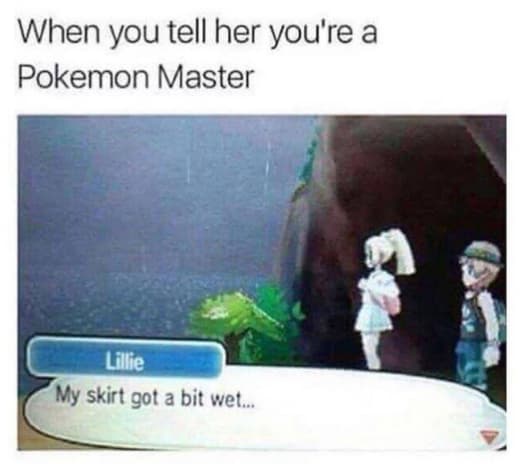 When you tell her you're a
Pokemon Master
Lillie
My skirt got a bit wet...